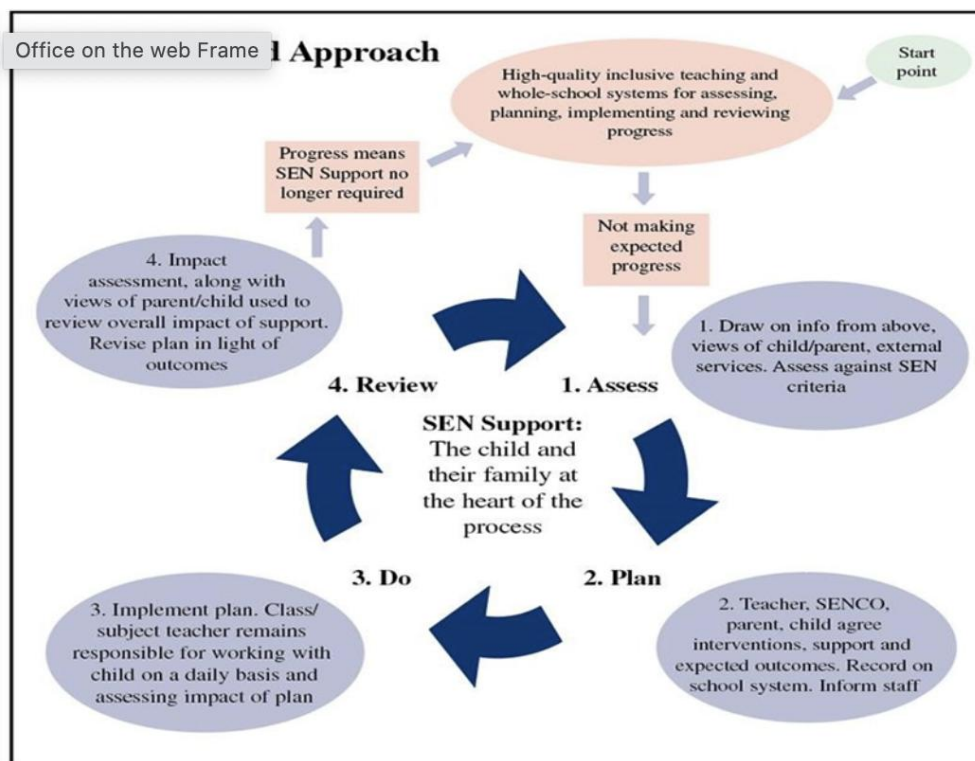 Office on the web Frame
d Approach
Start
point
High-quality inclusive teaching and
whole-school systems for assessing,
planning, implementing and reviewing
progress
Progress means
SEN Support no
longer required
Not making
expected
progress
4. Impact
assessment, along with
views of parent/child used to
review overall impact of support.
Revise plan in light of
outcomes
1. Draw on info from above,
views of child/parent, external
services. Assess against SEN
criteria
4. Review
1. Assess
SEN Support:
The child and
their family at
the heart of the
process
3. Do
2. Plan
3. Implement plan. Class/
subject teacher remains
responsible for working with
child on a daily basis and
assessing impact of plan
2. Teacher, SENCO,
parent, child agree
interventions, support and
expected outcomes. Record on
school system. Inform staff